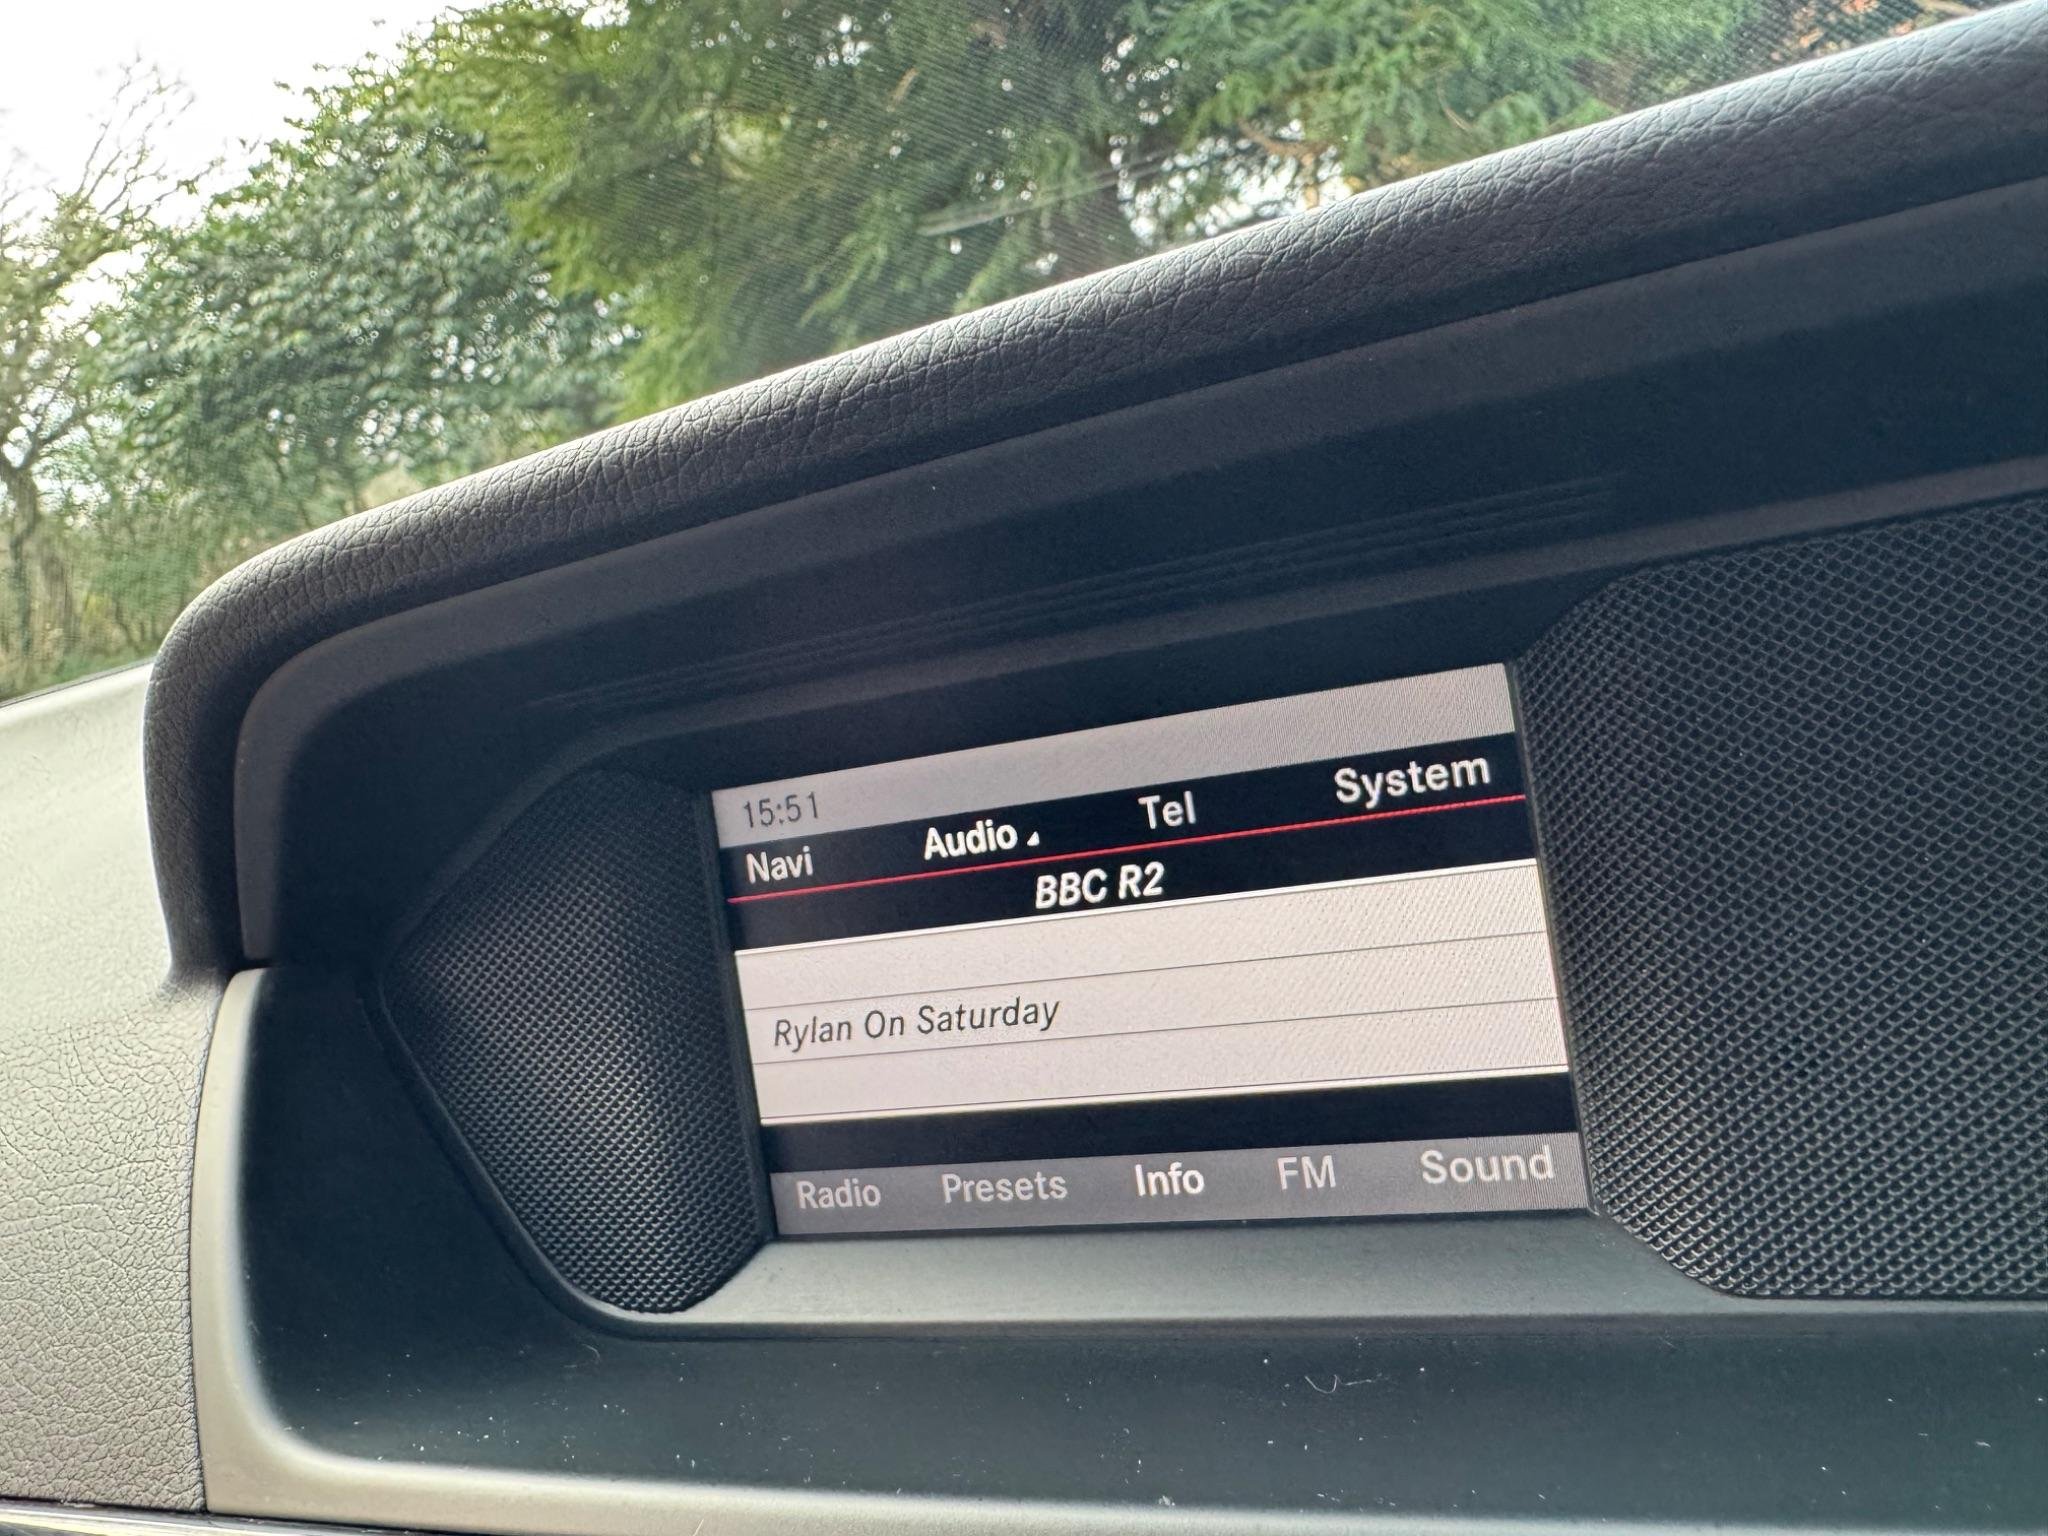 15:51
Navi Audio Tel System
BBC R2
Rylan On Saturday
Radio Presets Info FM Sound